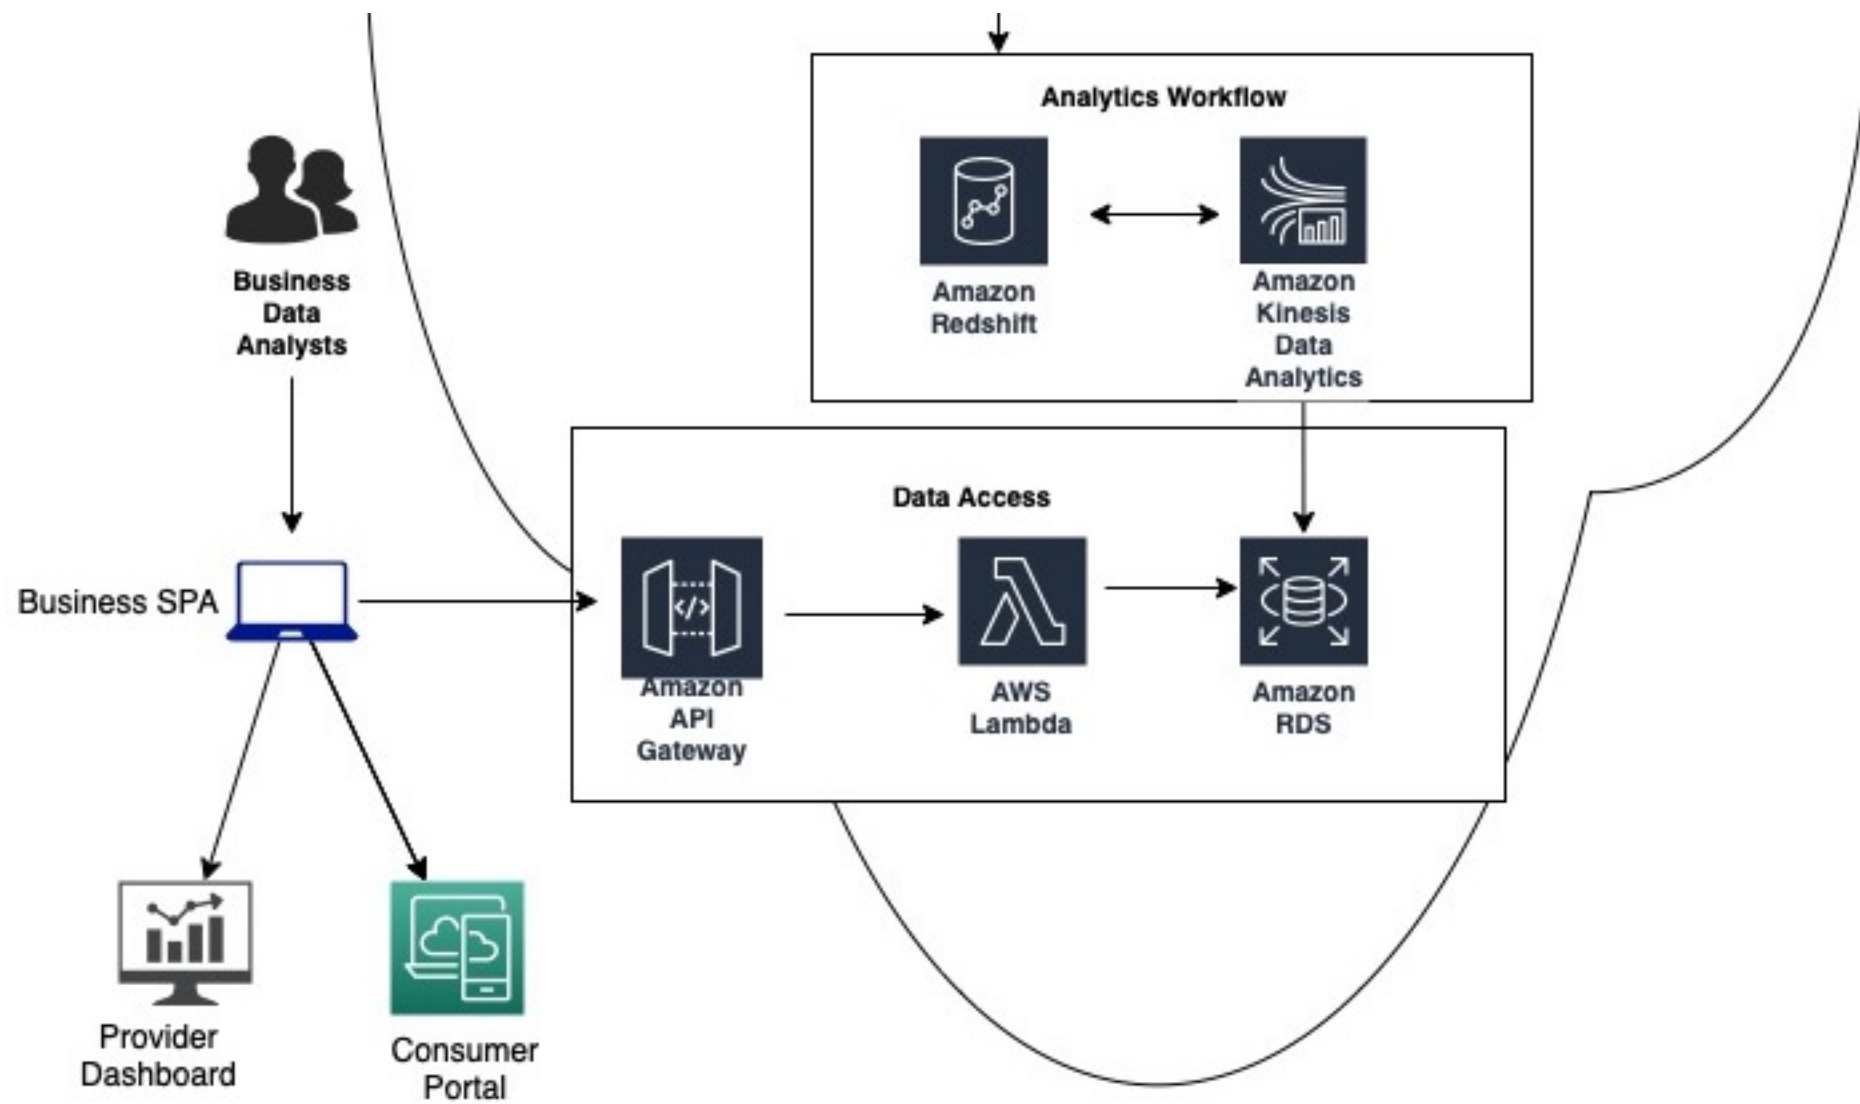 Analytics Workflow
Amazon
Redshift
Amazon
Kinesis
Data
Analytics
Business
Data
Analysts
Data Access
Business SPA
</>
Amazon
API
Gateway
AWS
Lambda
Amazon
RDS
Provider
Dashboard
Consumer
Portal